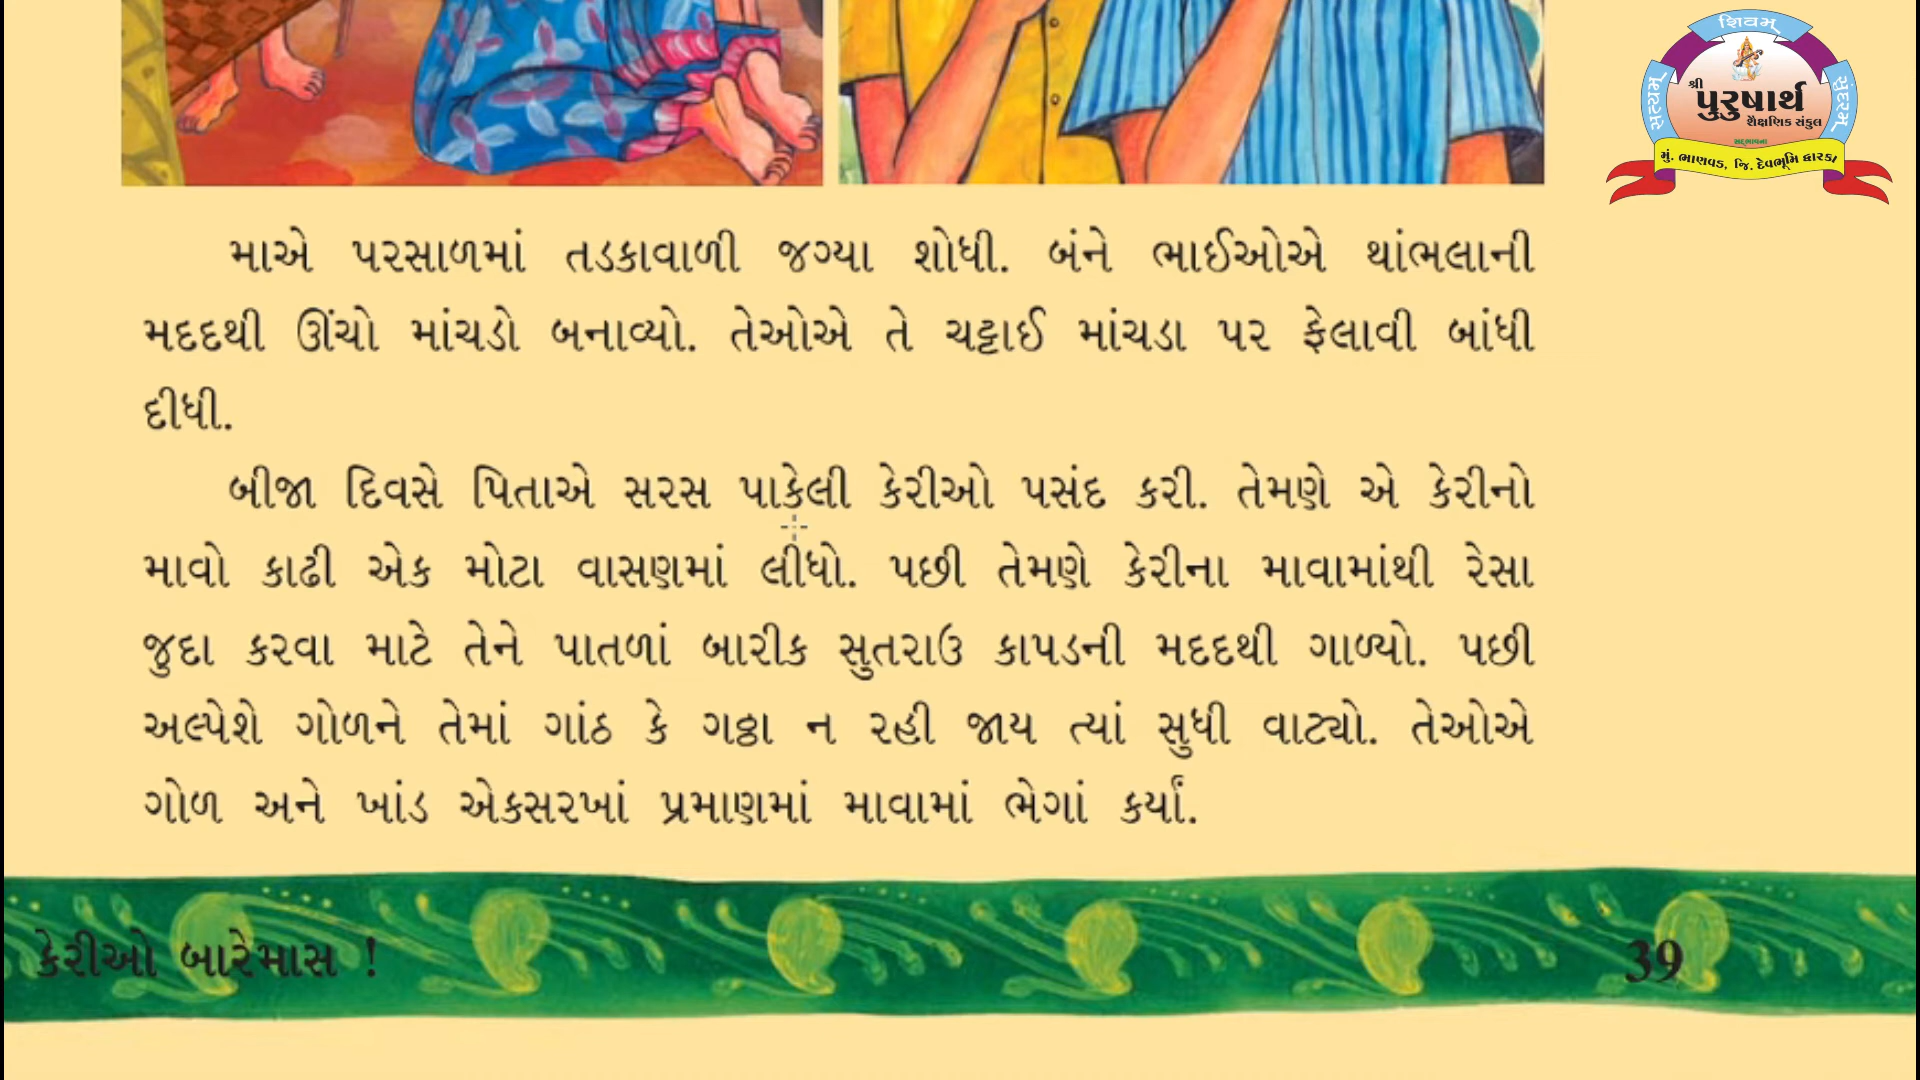 શિવમ્
સત્યમ્
સુંદરમ્
શ્રી
પુરુષાર્થ
શૈક્ષણિક સંકુલ
સદ્ભાવના
મું. ભાણવડ, જિ. દેવભૂમિ દ્વારકા
માએ પરસાળમાં તડકાવાળી જગ્યા શોધી. બંને ભાઈઓએ થાંભલાની
મદદથી ઊંચો માંચડો બનાવ્યો. તેઓએ તે ચટ્ટાઈ માંચડા પર ફેલાવી બાંધી
દીધી.
બીજા દિવસે પિતાએ સરસ પાકેલી કેરીઓ પસંદ કરી. તેમણે એ કેરીનો
માવો કાઢી એક મોટા વાસણમાં લીધો. પછી તેમણે કેરીના માવામાંથી રેસા
જુદા કરવા માટે તેને પાતળાં બારીક સુતરાઉ કાપડની મદદથી ગાળ્યો. પછી
અલ્પેશે ગોળને તેમાં ગાંઠ કે ગઠ્ઠા ન રહી જાય ત્યાં સુધી વાટ્યો. તેઓએ
ગોળ અને ખાંડ એકસરખાં પ્રમાણમાં માવામાં ભેગાં કર્યાં.
કેરીઓ બારેમાસ !
39